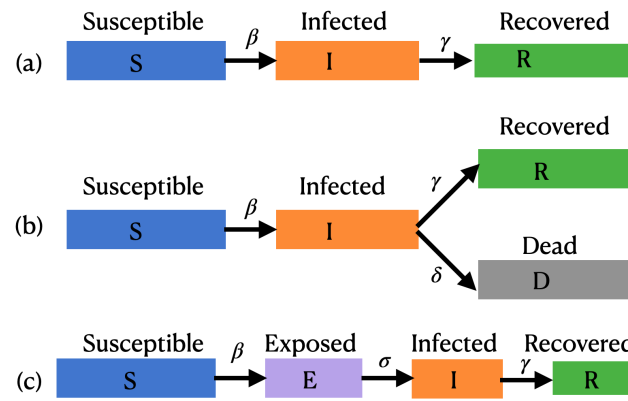 Susceptible Infected Recovered
(a) S β I γ R
Recovered
R
Susceptible Infected γ
(b) S β I
Dead
δ D
Susceptible Exposed Infected Recovered
(c) S β E σ I γ R